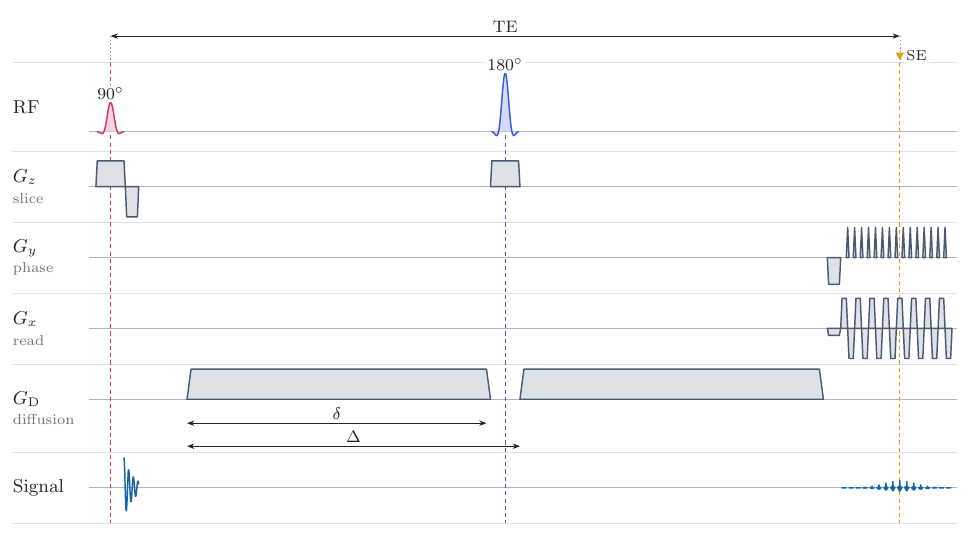 TE
SE
180°
90°
RF
G_z
slice
G_y
phase
G_x
read
G_D
diffusion
δ
Δ
Signal